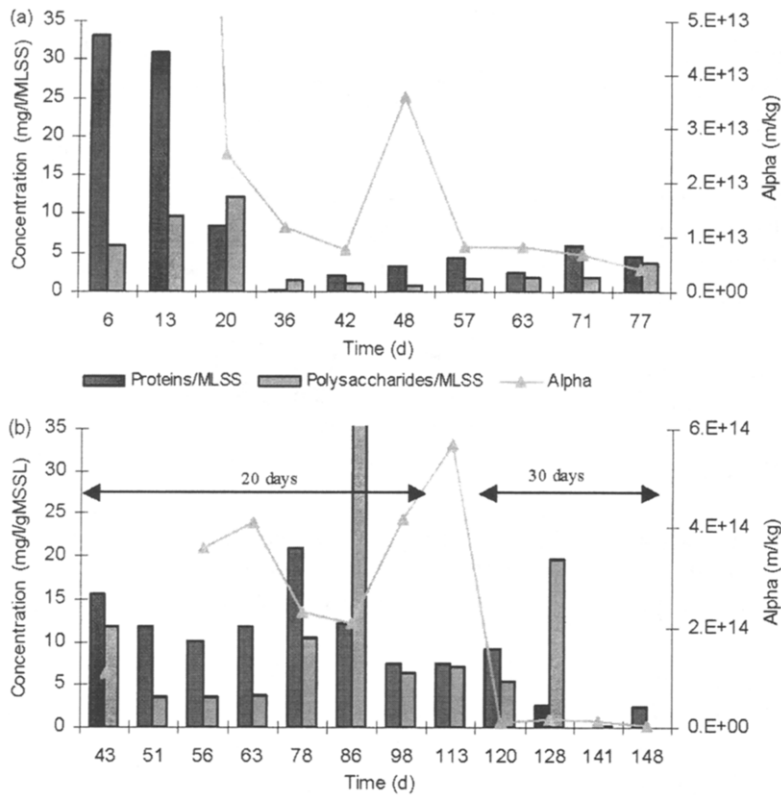 (a)
35
30
25
20
15
10
5
0
Concentration (mg/l/MLSS)
5.E+13
4.E+13
3.E+13
2.E+13
1.E+13
0.E+00
Alpha (m/kg)
6 13 20 36 42 48 57 63 71 77
Time (d)
Proteins/MLSS Polysaccharides/MLSS Alpha
(b)
35
30
25
20
15
10
5
0
Concentration (mg/l/gMSSL)
20 days
30 days
6.E+14
4.E+14
2.E+14
0.E+00
Alpha (m/kg)
43 51 56 63 78 86 98 113 120 128 141 148
Time (d)